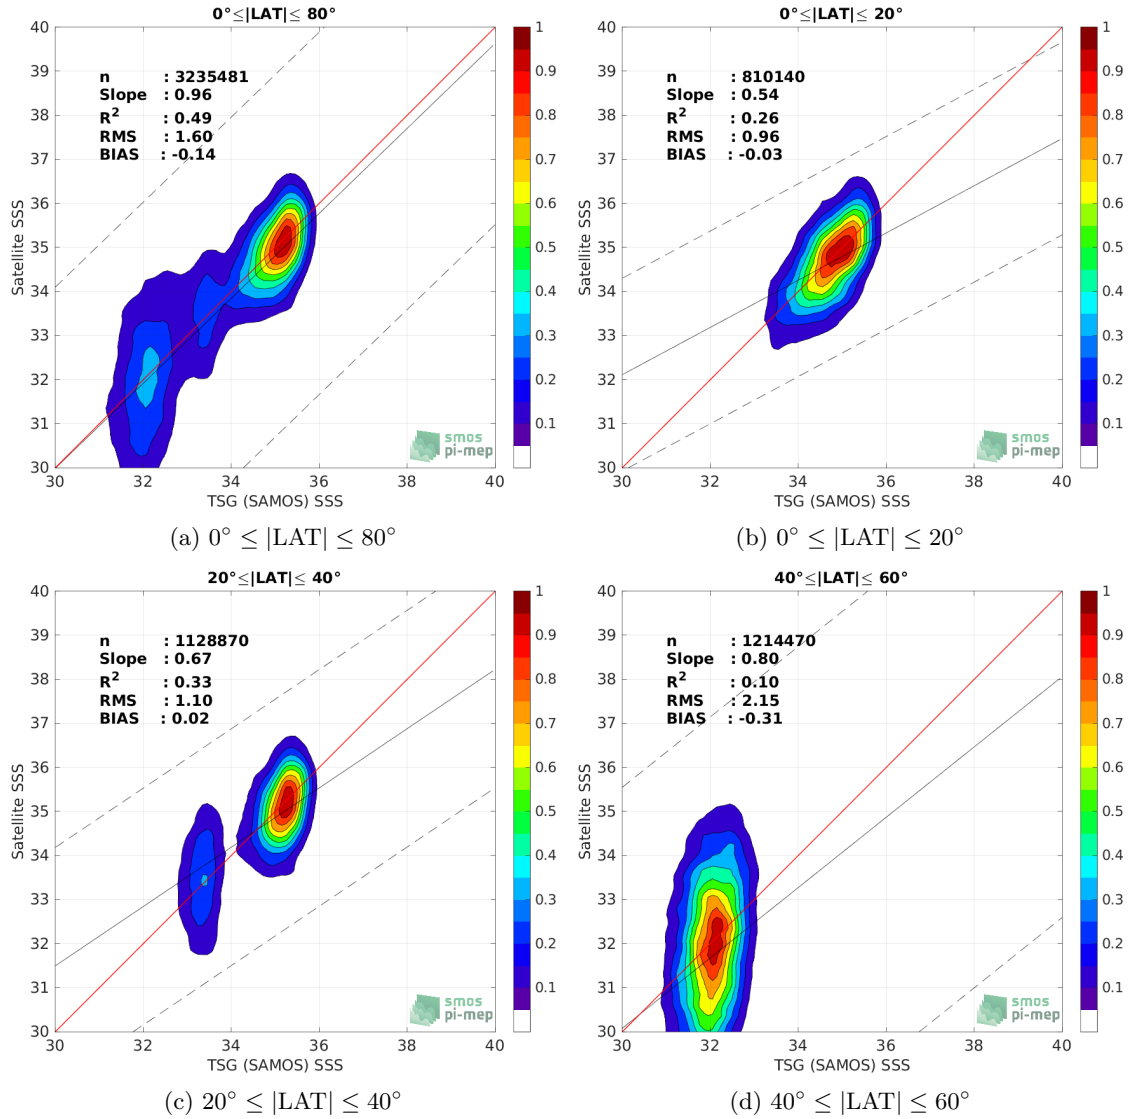 0°≤|LAT|≤ 80°
40
39
38
37
36
35
34
33
32
31
30
Satellite SSS
n : 3235481
Slope : 0.96
R² : 0.49
RMS : 1.60
BIAS : -0.14
smos
pi-mep
30 32 34 36 38 40
TSG (SAMOS) SSS
1
0.9
0.8
0.7
0.6
0.5
0.4
0.3
0.2
0.1
(a) 0° ≤ |LAT| ≤ 80°
0°≤|LAT|≤ 20°
40
39
38
37
36
35
34
33
32
31
30
Satellite SSS
n : 810140
Slope : 0.54
R² : 0.26
RMS : 0.96
BIAS : -0.03
smos
pi-mep
30 32 34 36 38 40
TSG (SAMOS) SSS
1
0.9
0.8
0.7
0.6
0.5
0.4
0.3
0.2
0.1
(b) 0° ≤ |LAT| ≤ 20°
20°≤|LAT|≤ 40°
40
39
38
37
36
35
34
33
32
31
30
Satellite SSS
n : 1128870
Slope : 0.67
R² : 0.33
RMS : 1.10
BIAS : 0.02
smos
pi-mep
30 32 34 36 38 40
TSG (SAMOS) SSS
1
0.9
0.8
0.7
0.6
0.5
0.4
0.3
0.2
0.1
(c) 20° ≤ |LAT| ≤ 40°
40°≤|LAT|≤ 60°
40
39
38
37
36
35
34
33
32
31
30
Satellite SSS
n : 1214470
Slope : 0.80
R² : 0.10
RMS : 2.15
BIAS : -0.31
smos
pi-mep
30 32 34 36 38 40
TSG (SAMOS) SSS
1
0.9
0.8
0.7
0.6
0.5
0.4
0.3
0.2
0.1
(d) 40° ≤ |LAT| ≤ 60°